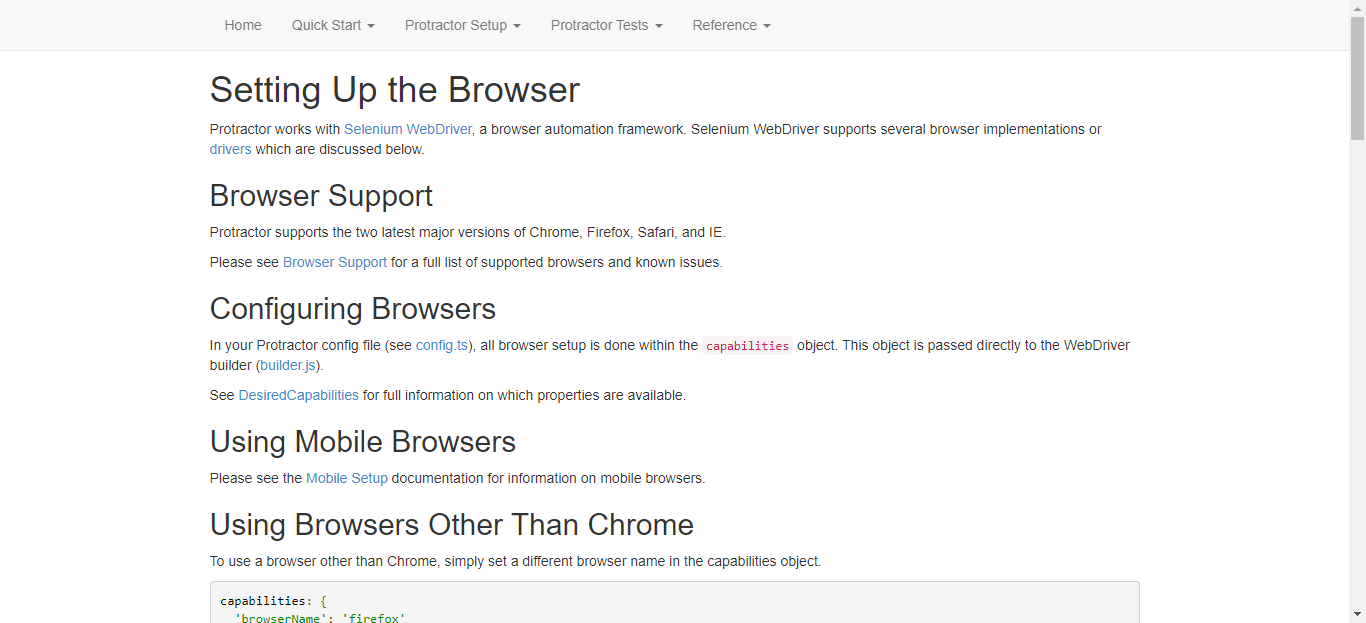 Home Quick Start Protractor Setup Protractor Tests Reference
Setting Up the Browser
Protractor works with Selenium WebDriver, a browser automation framework. Selenium WebDriver supports several browser implementations or
drivers which are discussed below.
Browser Support
Protractor supports the two latest major versions of Chrome, Firefox, Safari, and IE.
Please see Browser Support for a full list of supported browsers and known issues.
Configuring Browsers
In your Protractor config file (see config.ts), all browser setup is done within the capabilities object. This object is passed directly to the WebDriver
builder (builder.js).
See DesiredCapabilities for full information on which properties are available.
Using Mobile Browsers
Please see the Mobile Setup documentation for information on mobile browsers.
Using Browsers Other Than Chrome
To use a browser other than Chrome, simply set a different browser name in the capabilities object.
capabilities: {
'browserName': 'firefox'